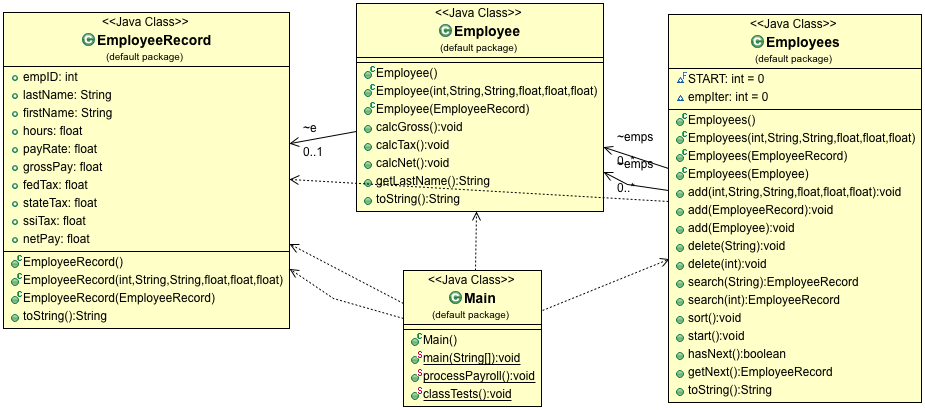 <<Java Class>>
EmployeeRecord
(default package)
empID: int
lastName: String
firstName: String
hours: float
payRate: float
grossPay: float
fedTax: float
stateTax: float
ssiTax: float
netPay: float
EmployeeRecord()
EmployeeRecord(int,String,String,float,float,float)
EmployeeRecord(EmployeeRecord)
toString():String
~e
0..1
<<Java Class>>
Employee
(default package)
Employee()
Employee(int,String,String,float,float,float)
Employee(EmployeeRecord)
calcGross():void
calcTax():void
calcNet():void
getLastName():String
toString():String
~emps
0..*
~emps
0..*
<<Java Class>>
Main
(default package)
Main()
main(String[]):void
processPayroll():void
classTests():void
<<Java Class>>
Employees
(default package)
START: int = 0
empIter: int = 0
Employees()
Employees(int,String,String,float,float,float)
Employees(EmployeeRecord)
Employees(Employee)
add(int,String,String,float,float,float):void
add(EmployeeRecord):void
add(Employee):void
delete(String):void
delete(int):void
search(String):EmployeeRecord
search(int):EmployeeRecord
sort():void
start():void
hasNext():boolean
getNext():EmployeeRecord
toString():String